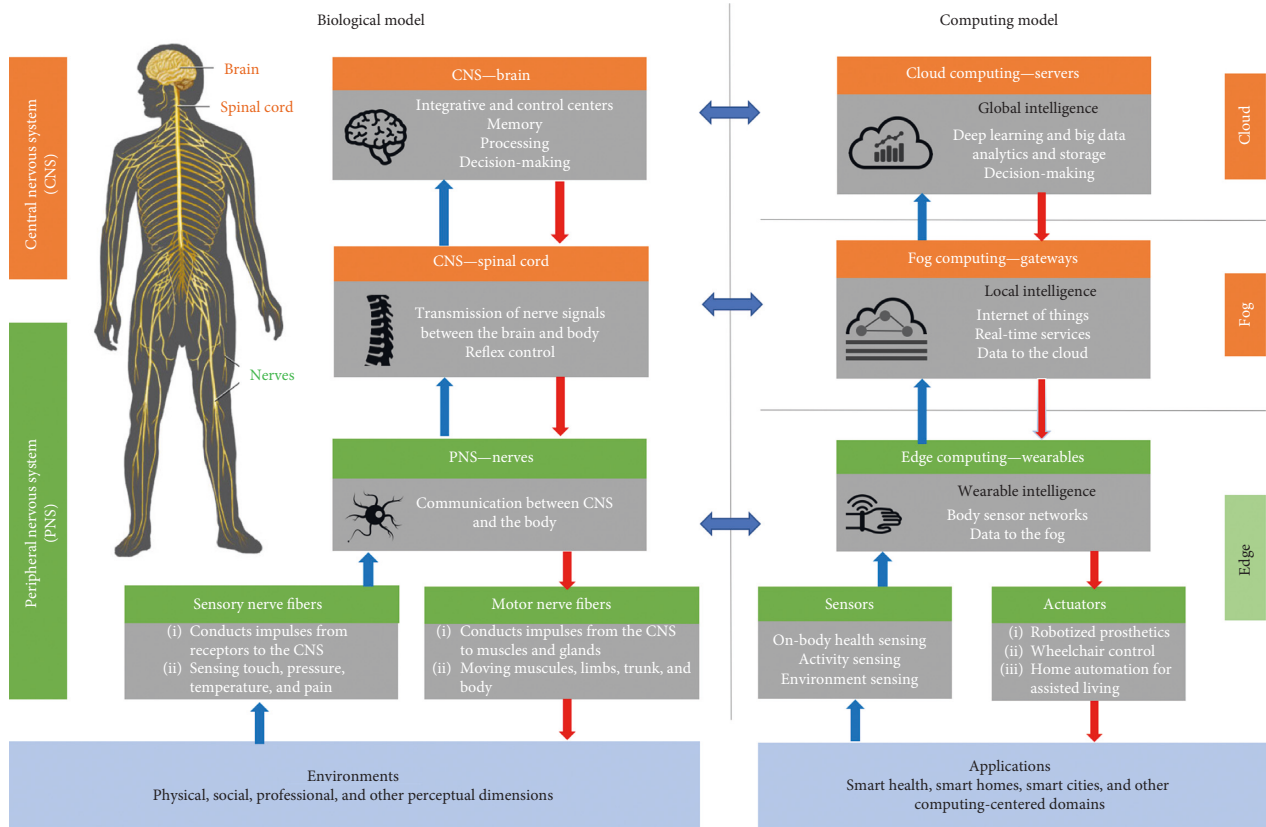 Biological model
Computing model
Central nervous system
(CNS)
Peripheral nervous system
(PNS)
Brain
Spinal cord
Nerves
CNS—brain
Integrative and control centers
Memory
Processing
Decision-making
CNS—spinal cord
Transmission of nerve signals
between the brain and body
Reflex control
PNS—nerves
Communication between CNS
and the body
Sensory nerve fibers
(i) Conducts impulses from
receptors to the CNS
(ii) Sensing touch, pressure,
temperature, and pain
Motor nerve fibers
(i) Conducts impulses from the CNS
to muscles and glands
(ii) Moving muscles, limbs, trunk, and
body
Environments
Physical, social, professional, and other perceptual dimensions
Cloud computing—servers
Global intelligence
Deep learning and big data
analytics and storage
Decision-making
Fog computing—gateways
Local intelligence
Internet of things
Real-time services
Data to the cloud
Edge computing—wearables
Wearable intelligence
Body sensor networks
Data to the fog
Sensors
On-body health sensing
Activity sensing
Environment sensing
Actuators
(i) Robotized prosthetics
(ii) Wheelchair control
(iii) Home automation for
assisted living
Applications
Smart health, smart homes, smart cities, and other
computing-centered domains
Cloud
Fog
Edge